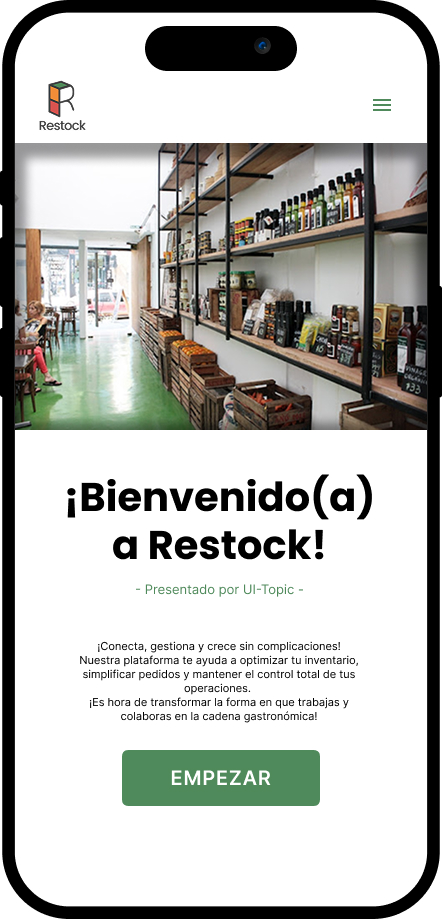 Restock
¡Bienvenido(a)
a Restock!
- Presentado por UI-Topic -
¡Conecta, gestiona y crece sin complicaciones!
Nuestra plataforma te ayuda a optimizar tu inventario,
simplificar pedidos y mantener el control total de tus
operaciones.
¡Es hora de transformar la forma en que trabajas y
colaboras en la cadena gastronómica!
EMPEZAR